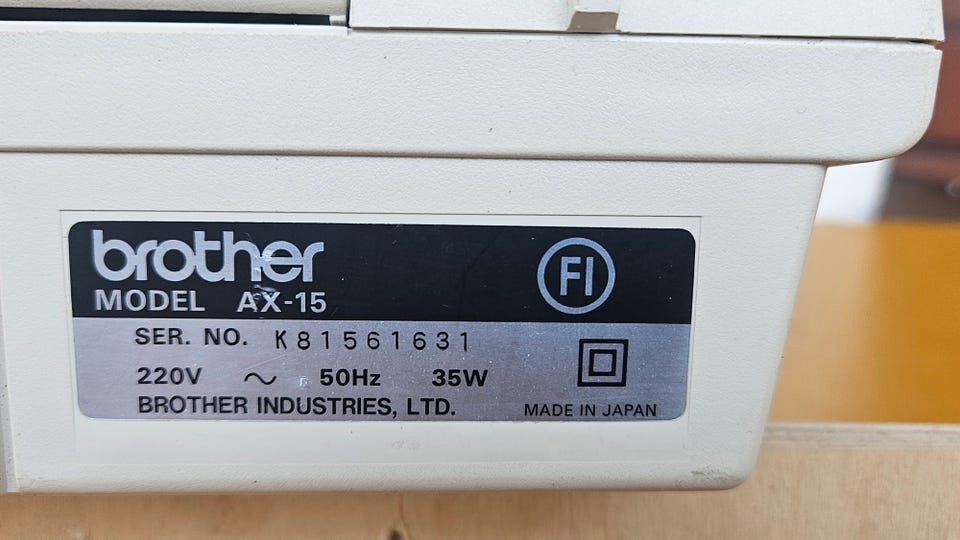 brother
MODEL AX-15
FI
SER. NO. K81561631
220V ~ 50Hz 35W
BROTHER INDUSTRIES, LTD.
MADE IN JAPAN